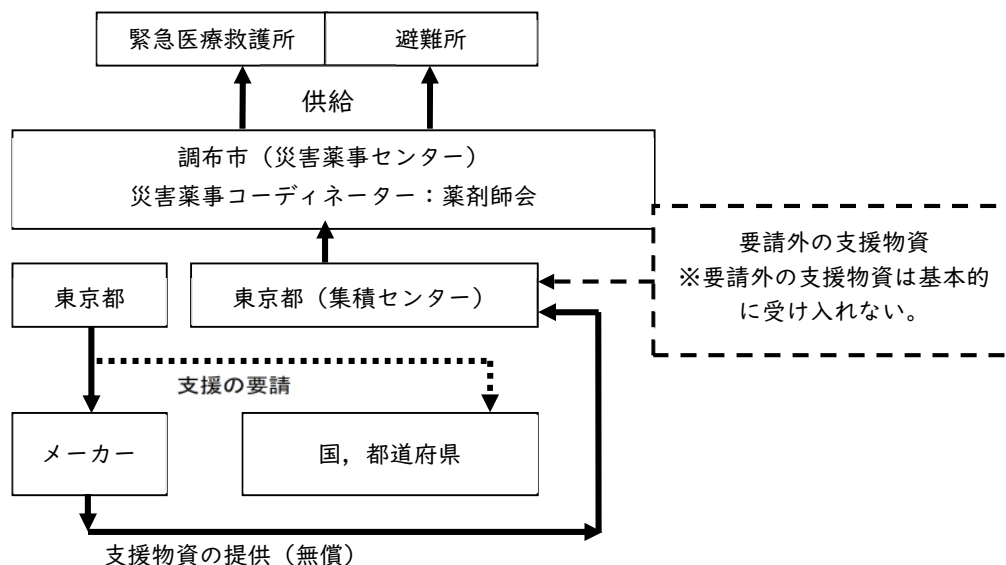 緊急医療救護所
避難所
供給
調布市（災害薬事センター）
災害薬事コーディネーター：薬剤師会
要請外の支援物資
※要請外の支援物資は基本的
に受け入れない。
東京都
東京都（集積センター）
支援の要請
メーカー
国，都道府県
支援物資の提供（無償）